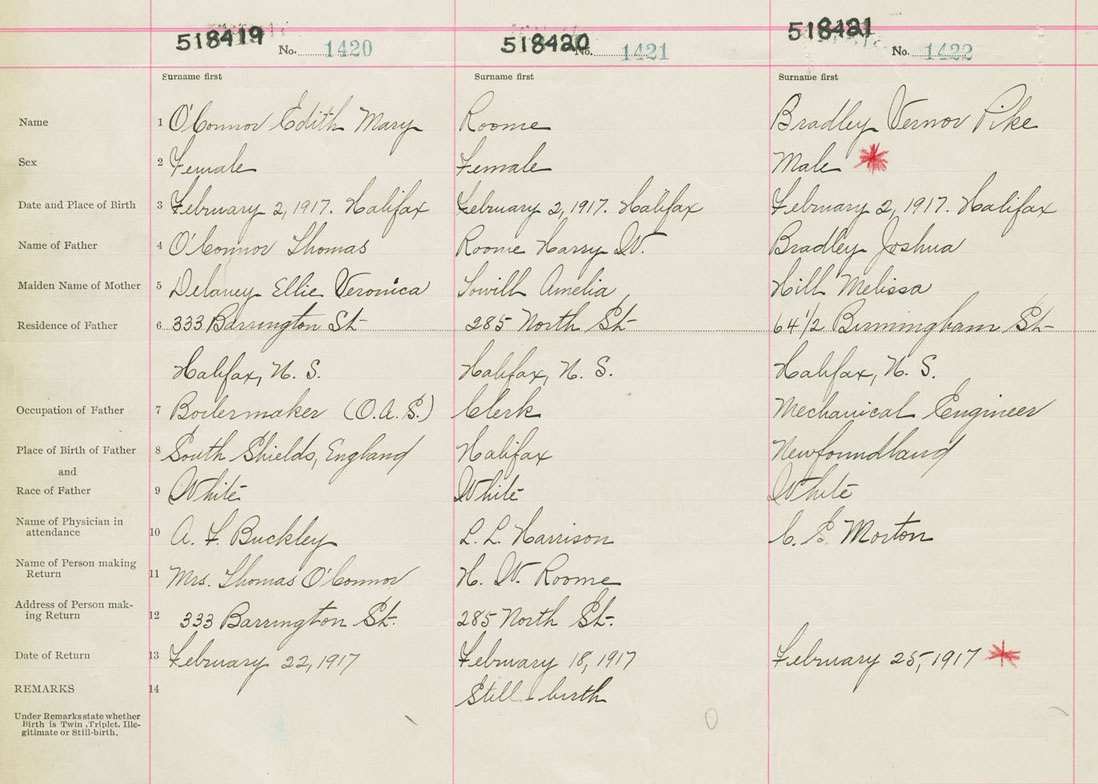 518419 No. 1420 518420 No. 1421 518421 No. 1422
Surname first Surname first Surname first
Name 1 O'Connor Edith Mary Roome Bradley Vernor Pike
Sex 2 Female Female Male
Date and Place of Birth 3 February 2, 1917. Halifax February 2, 1917. Halifax February 2, 1917. Halifax
Name of Father 4 O'Connor Thomas Roome Harry W. Bradley Joshua
Maiden Name of Mother 5 Delaney Ellie Veronica Amelia Hill Melissa
Residence of Father 6 333 Barrington St. 285 North St. 64 1/2 Birmingham St.
Halifax, N. S. Halifax, N. S. Halifax, N. S.
Occupation of Father 7 Boilermaker (O.A.S.) Clerk Mechanical Engineer
Place of Birth of Father 8 South Shields, England Halifax Newfoundland
and
Race of Father 9 White White White
Name of Physician in
attendance 10 A. F. Buckley L. L. Harrison C. S. Morton
Name of Person making
Return 11 Mrs. Thomas O'Connor H. W. Roome
Address of Person mak-
ing Return 12 333 Barrington St. 285 North St.
Date of Return 13 February 22, 1917 February 18, 1917 February 25, 1917
REMARKS 14 Still-birth
Under Remarks state whether
Birth is Twin, Triplet, Ille-
gitimate or Still-birth.